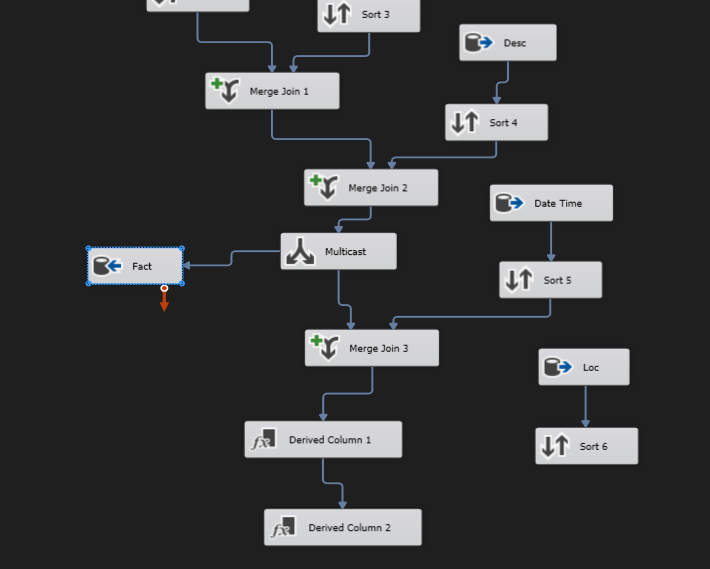 Sort 3
Desc
Merge Join 1
Sort 4
Merge Join 2
Date Time
Multicast
Fact
Sort 5
Merge Join 3
Loc
Derived Column 1
Sort 6
Derived Column 2